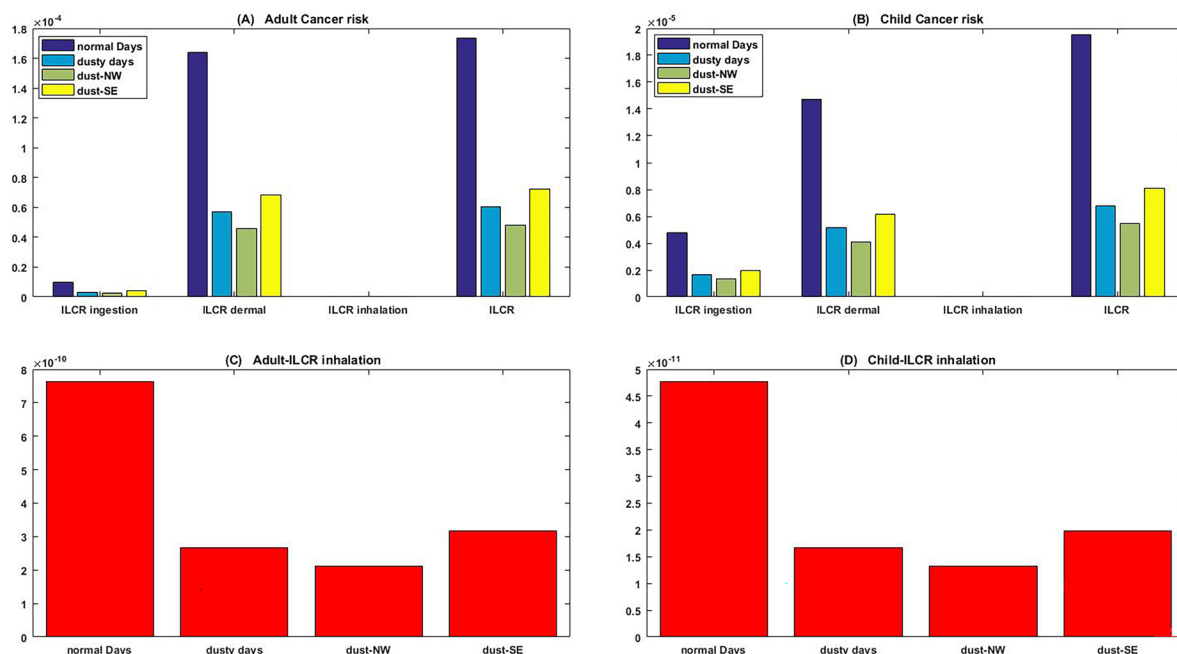 (A) Adult Cancer risk
×10⁻⁴
1.8
1.6
1.4
1.2
1
0.8
0.6
0.4
0.2
0
normal Days
dusty days
dust-NW
dust-SE
ILCR ingestion ILCR dermal ILCR inhalation ILCR
(B) Child Cancer risk
×10⁻⁵
2
1.8
1.6
1.4
1.2
1
0.8
0.6
0.4
0.2
0
normal Days
dusty days
dust-NW
dust-SE
ILCR ingestion ILCR dermal ILCR inhalation ILCR
(C) Adult-ILCR inhalation
×10⁻¹⁰
8
7
6
5
4
3
2
1
0
normal Days dusty days dust-NW dust-SE
(D) Child-ILCR inhalation
×10⁻¹¹
5
4.5
4
3.5
3
2.5
2
1.5
1
0.5
0
normal Days dusty days dust-NW dust-SE